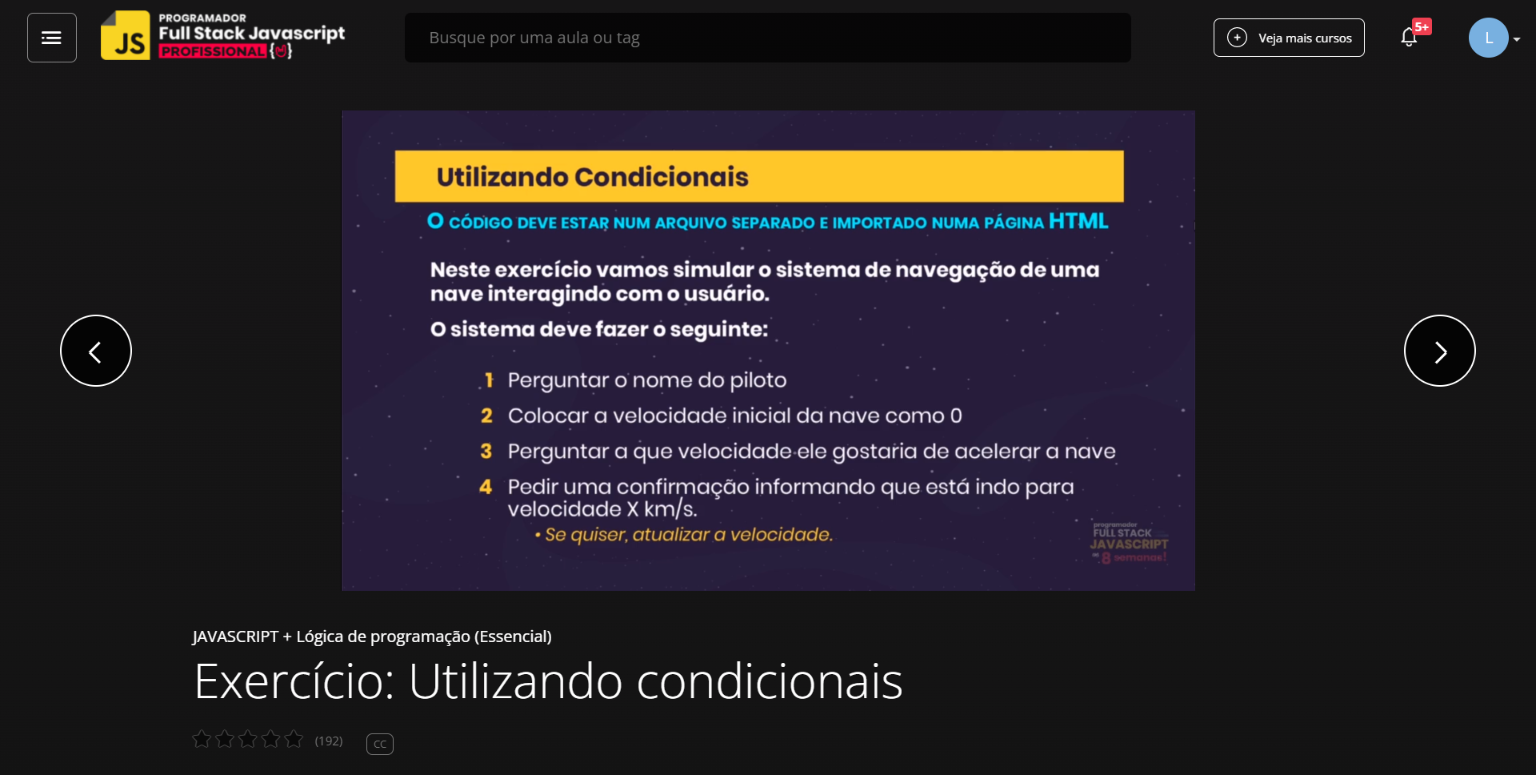 JS
PROGRAMADOR
Full Stack Javascript
PROFISSIONAL
Busque por uma aula ou tag
Veja mais cursos
5+
L
Utilizando Condicionais
O CÓDIGO DEVE ESTAR NUM ARQUIVO SEPARADO E IMPORTADO NUMA PÁGINA HTML
Neste exercício vamos simular o sistema de navegação de uma
nave interagindo com o usuário.
O sistema deve fazer o seguinte:
1 Perguntar o nome do piloto
2 Colocar a velocidade inicial da nave como 0
3 Perguntar a que velocidade ele gostaria de acelerar a nave
4 Pedir uma confirmação informando que está indo para
velocidade X km/s.
• Se quiser, atualizar a velocidade.
programador
FULL STACK
JAVASCRIPT
8 semanas!
JAVASCRIPT + Lógica de programação (Essencial)
Exercício: Utilizando condicionais
(192)
CC